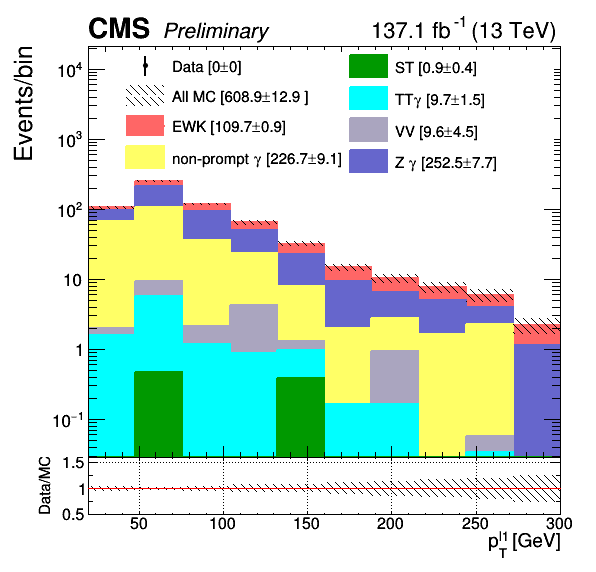 CMS Preliminary 137.1 fb⁻¹ (13 TeV)
Events/bin
10⁴
10³
10²
10
1
10⁻¹
Data [0±0]
All MC [608.9±12.9 ]
EWK [109.7±0.9]
non-prompt γ [226.7±9.1]
ST [0.9±0.4]
TTγ [9.7±1.5]
VV [9.6±4.5]
Z γ [252.5±7.7]
Data/MC
1.5
1
0.5
50 100 150 200 250 300
p_T^l1 [GeV]